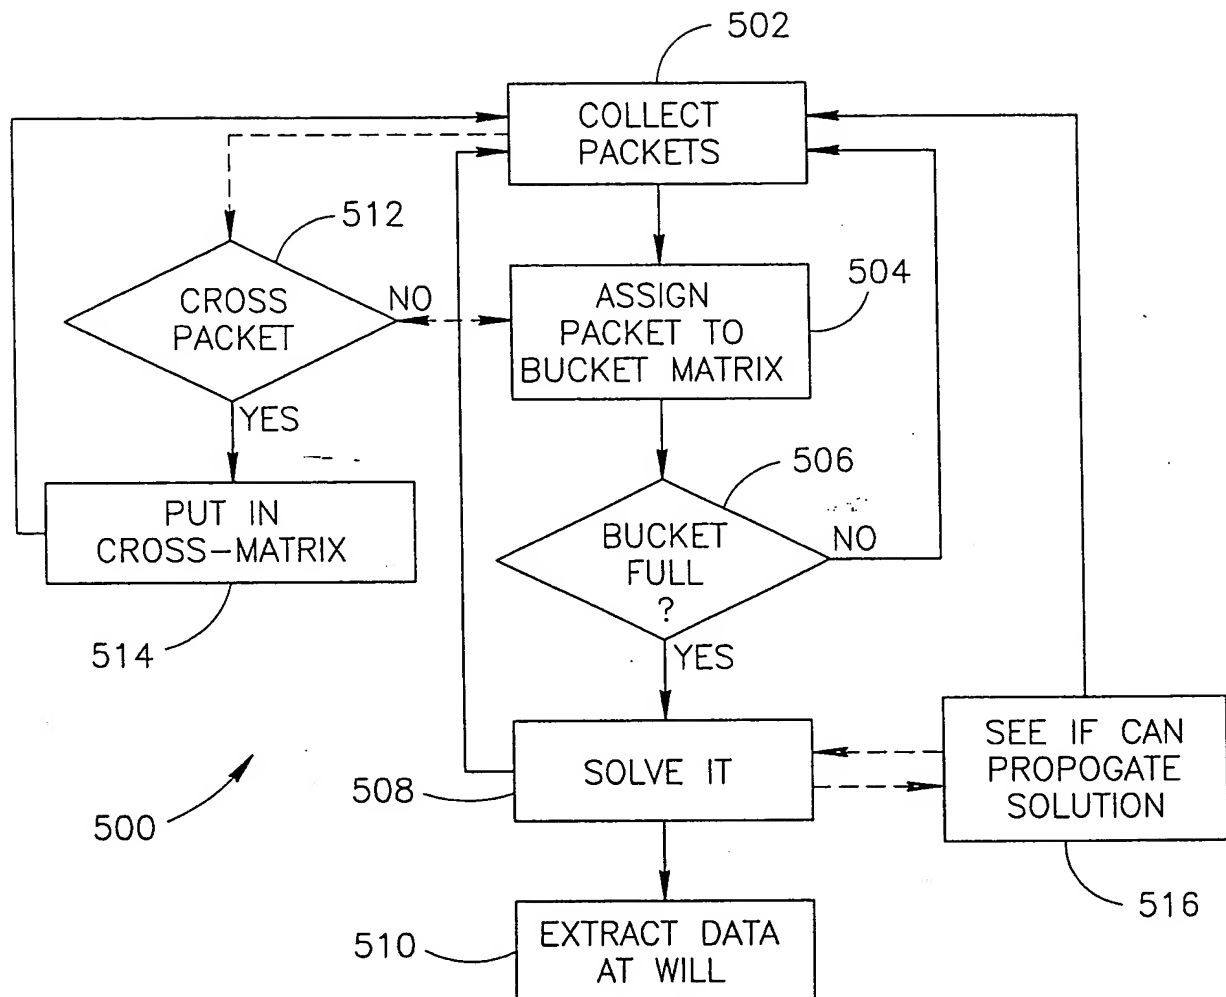 502
COLLECT
PACKETS
512
CROSS
PACKET
NO
ASSIGN
PACKET TO
BUCKET MATRIX
504
YES
506
PUT IN
CROSS-MATRIX
BUCKET
FULL
?
NO
514
YES
SOLVE IT
508
SEE IF CAN
PROPOGATE
SOLUTION
500
516
510
EXTRACT DATA
AT WILL